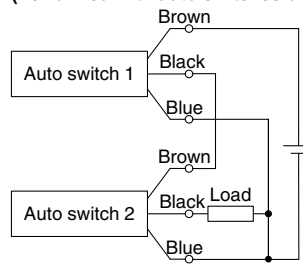 Brown
Black
Auto switch 1
Blue
Brown
Black Load
Auto switch 2
Blue